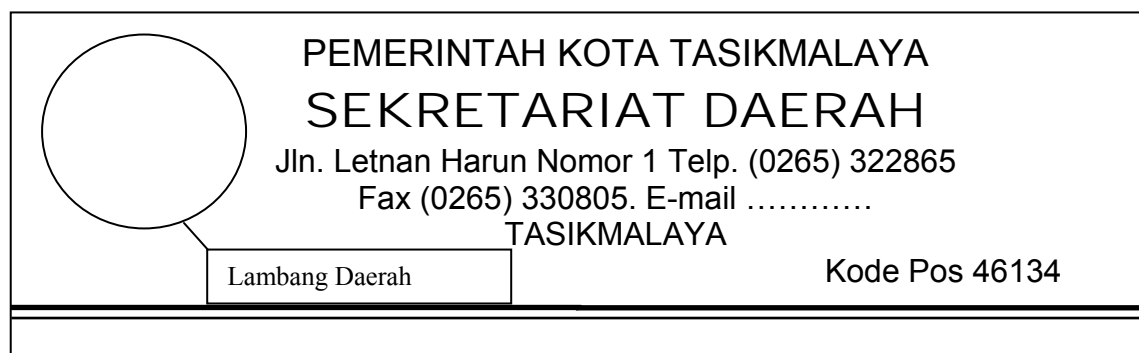 PEMERINTAH KOTA TASIKMALAYA
SEKRETARIAT DAERAH
Jln. Letnan Harun Nomor 1 Telp. (0265) 322865
Fax (0265) 330805. E-mail …………
TASIKMALAYA
Lambang Daerah
Kode Pos 46134